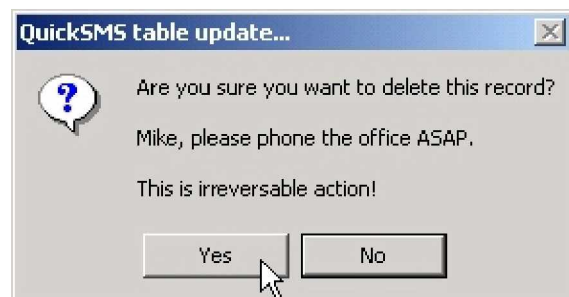 QuickSMS table update...
Are you sure you want to delete this record?
Mike, please phone the office ASAP.
This is irreversable action!
Yes
No